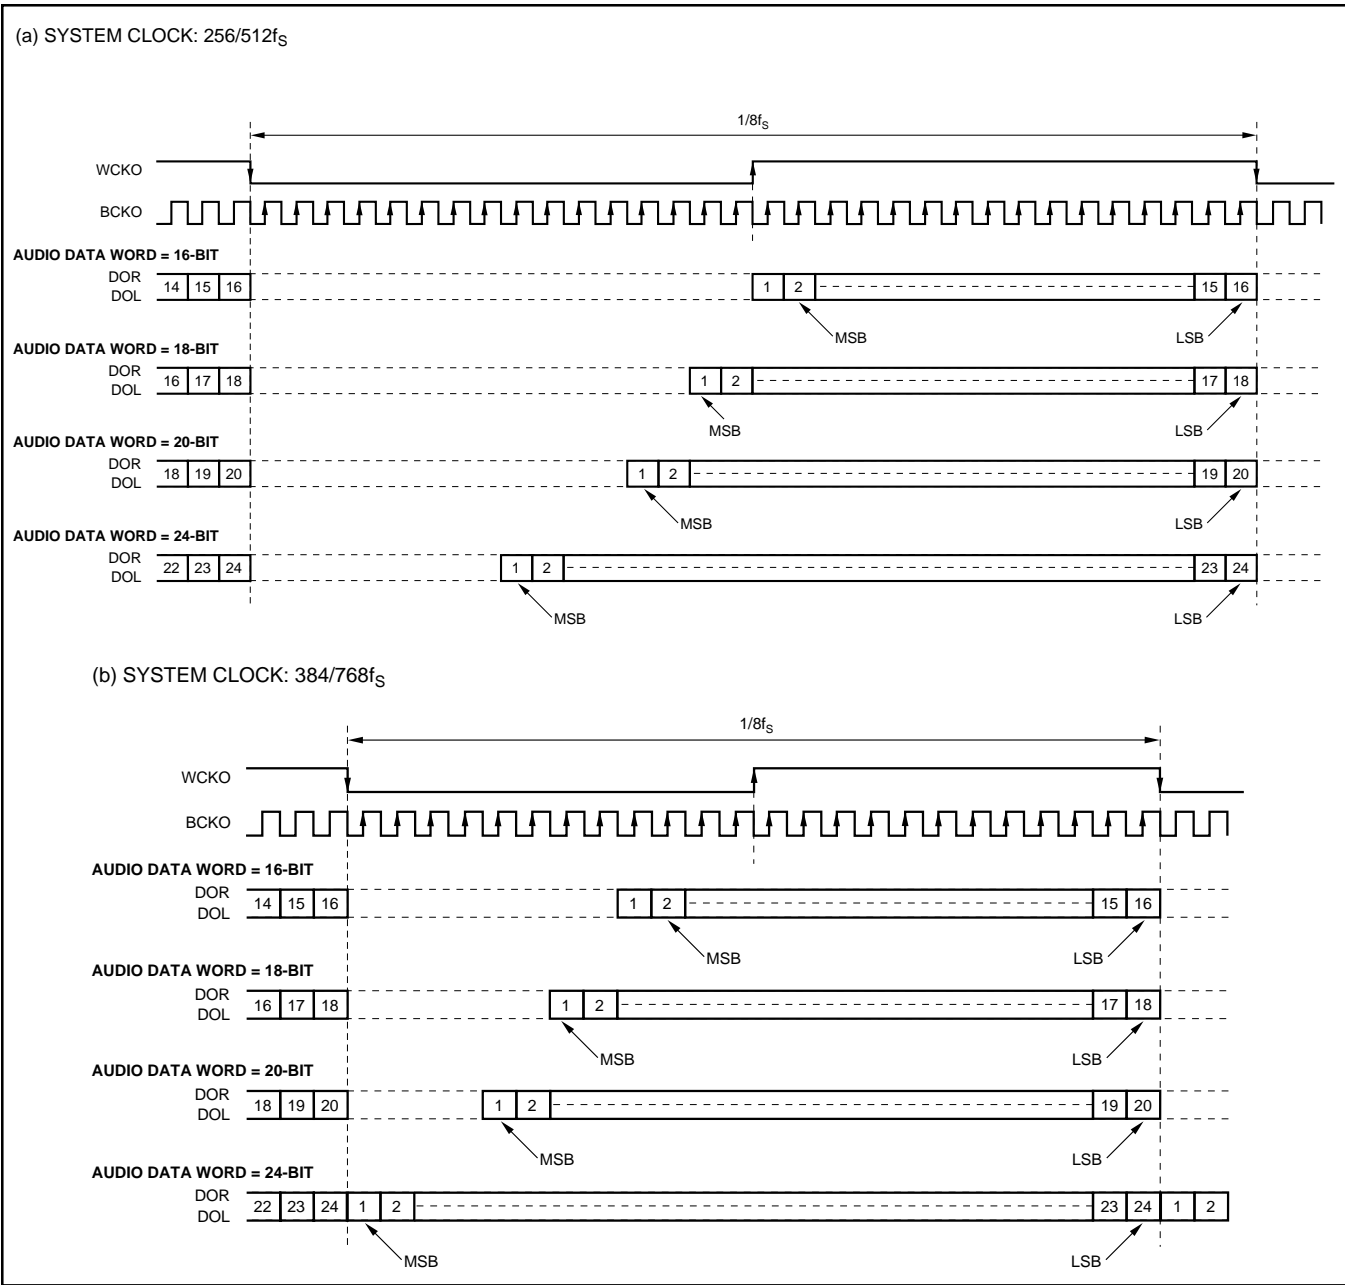 (a) SYSTEM CLOCK: 256/512fS
1/8fS
WCKO
BCKO
AUDIO DATA WORD = 16-BIT
DOR
DOL
14 15 16 1 2 15 16
MSB LSB
AUDIO DATA WORD = 18-BIT
DOR
DOL
16 17 18 1 2 17 18
MSB LSB
AUDIO DATA WORD = 20-BIT
DOR
DOL
18 19 20 1 2 19 20
MSB LSB
AUDIO DATA WORD = 24-BIT
DOR
DOL
22 23 24 1 2 23 24
MSB LSB
(b) SYSTEM CLOCK: 384/768fS
1/8fS
WCKO
BCKO
AUDIO DATA WORD = 16-BIT
DOR
DOL
14 15 16 1 2 15 16
MSB LSB
AUDIO DATA WORD = 18-BIT
DOR
DOL
16 17 18 1 2 17 18
MSB LSB
AUDIO DATA WORD = 20-BIT
DOR
DOL
18 19 20 1 2 19 20
MSB LSB
AUDIO DATA WORD = 24-BIT
DOR
DOL
22 23 24 1 2 23 24 1 2
MSB LSB